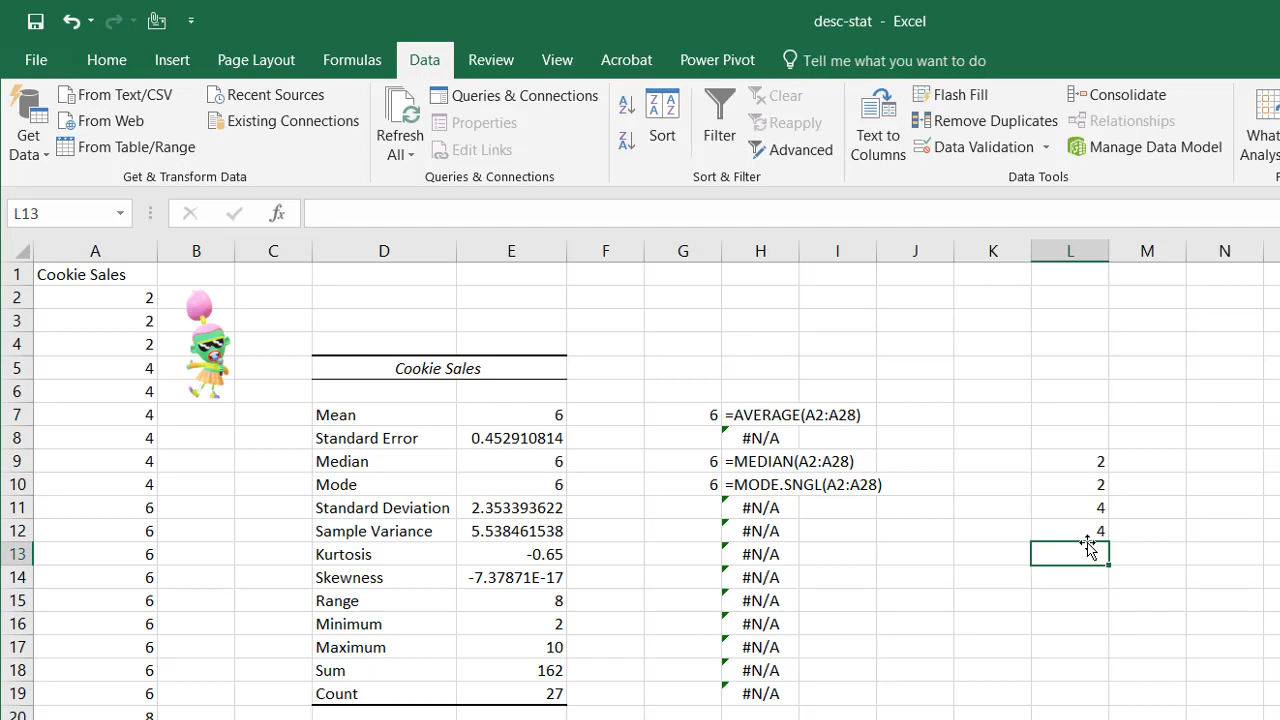 desc-stat - Excel
File Home Insert Page Layout Formulas Data Review View Acrobat Power Pivot Tell me what you want to do
From Text/CSV Recent Sources Queries & Connections Clear Flash Fill Consolidate
From Web Existing Connections Properties Reapply Remove Duplicates Relationships
Get Data From Table/Range Refresh All Edit Links Sort Filter Advanced Text to Columns Data Validation Manage Data Model
Get & Transform Data Queries & Connections Sort & Filter Data Tools
L13 fx
A B C D E F G H I J K L M N
1 Cookie Sales
2 2
3 2
4 2
5 4 Cookie Sales
6 4
7 4 Mean 6 6 =AVERAGE(A2:A28)
8 4 Standard Error 0.452910814 #N/A
9 4 Median 6 6 =MEDIAN(A2:A28) 2
10 4 Mode 6 6 =MODE.SNGL(A2:A28) 2
11 6 Standard Deviation 2.353393622 #N/A 4
12 6 Sample Variance 5.538461538 #N/A 4
13 6 Kurtosis -0.65 #N/A
14 6 Skewness -7.37871E-17 #N/A
15 6 Range 8 #N/A
16 6 Minimum 2 #N/A
17 6 Maximum 10 #N/A
18 6 Sum 162 #N/A
19 6 Count 27 #N/A
20 8